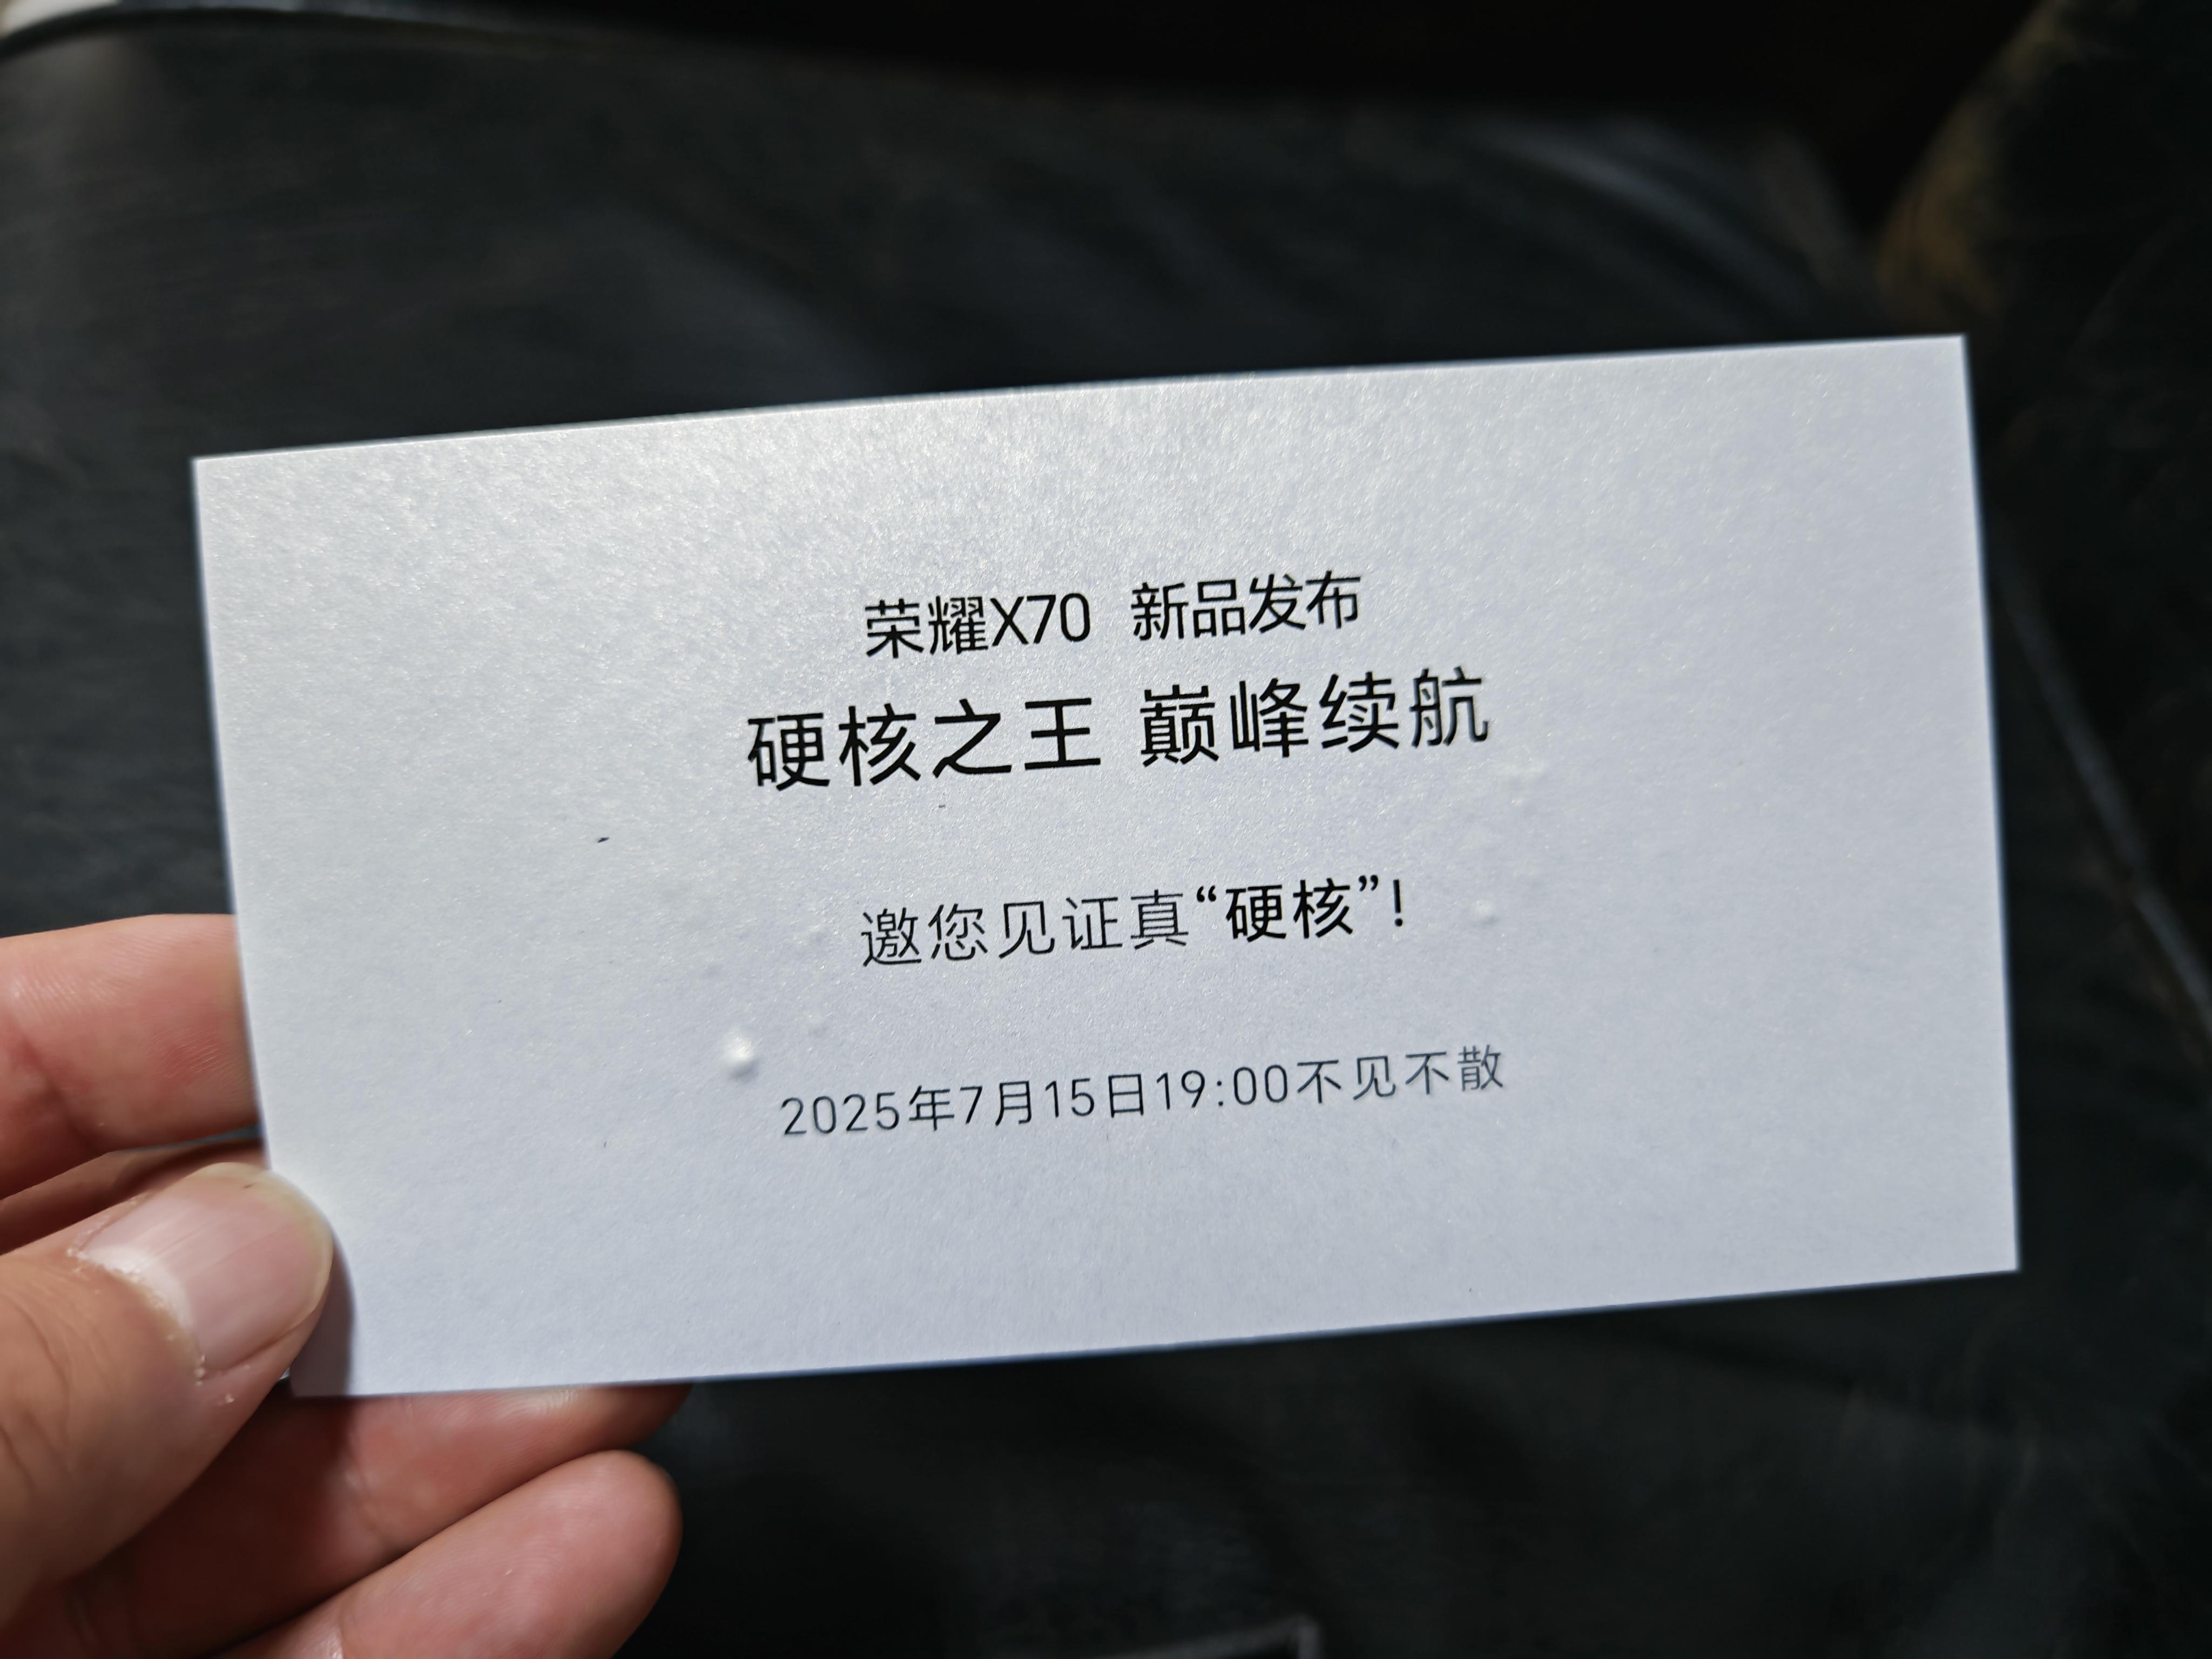 荣耀X70 新品发布
硬核之王 巅峰续航
邀您见证真“硬核”!
2025年7月15日19:00不见不散